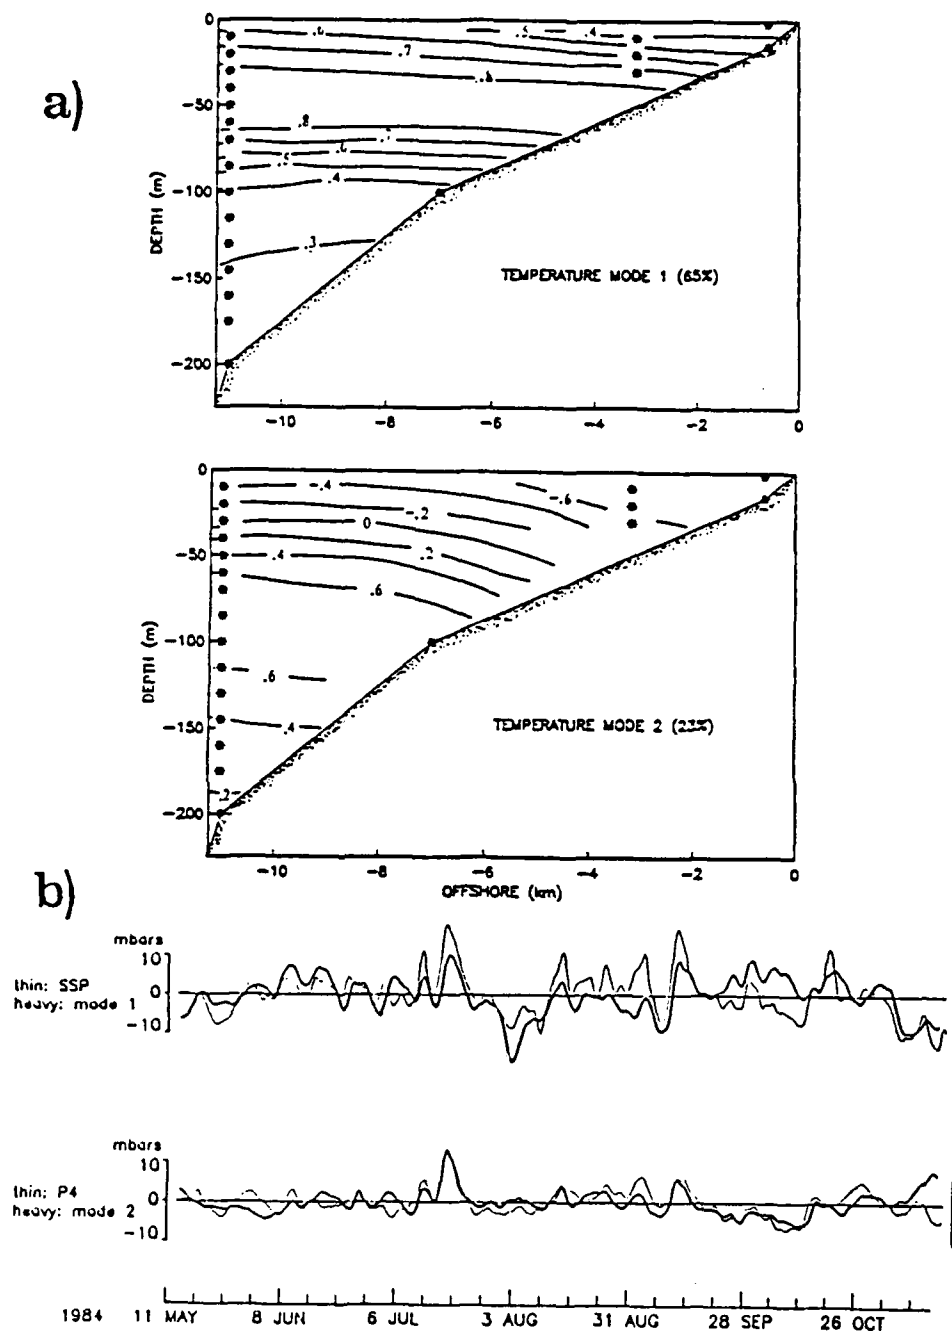 a)
0
-50
-100
-150
-200
DEPTH (m)
.6 .5 .4
.7
.8
.8
.7
.6
.5
.4
.3
TEMPERATURE MODE 1 (65%)
-10 -8 -6 -4 -2 0
0
-50
-100
-150
-200
DEPTH (m)
-.4 -.6
-.2
0
.2
.4
.6
.6
.4
.2
TEMPERATURE MODE 2 (23%)
-10 -8 -6 -4 -2 0
OFFSHORE (km)
b)
mbars
10
0
-10
thin: SSP
heavy: mode 1
mbars
10
0
-10
thin: P4
heavy: mode 2
1984 11 MAY 8 JUN 6 JUL 3 AUG 31 AUG 28 SEP 26 OCT